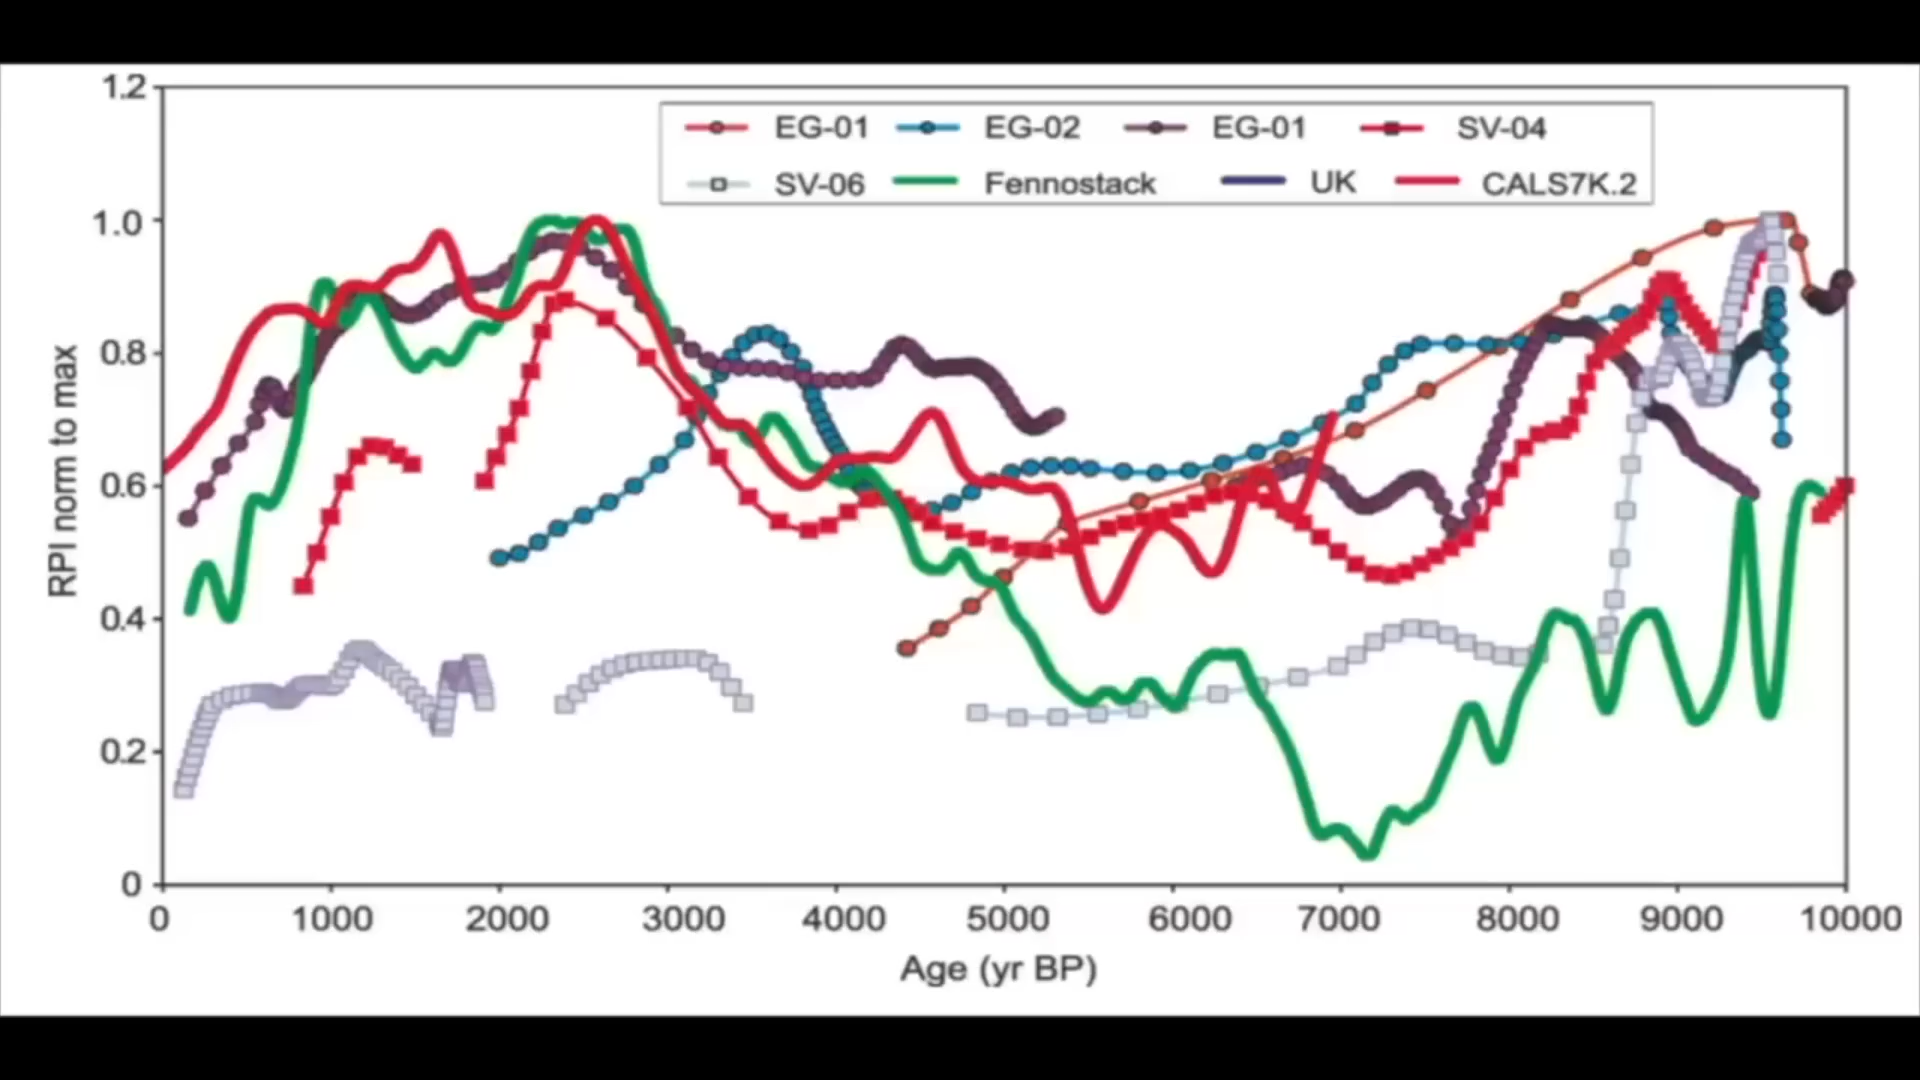 EG-01 EG-02 EG-01 SV-04
SV-06 Fennostack UK CALS7K.2
RPI norm to max
1.2
1.0
0.8
0.6
0.4
0.2
0
0 1000 2000 3000 4000 5000 6000 7000 8000 9000 10000
Age (yr BP)